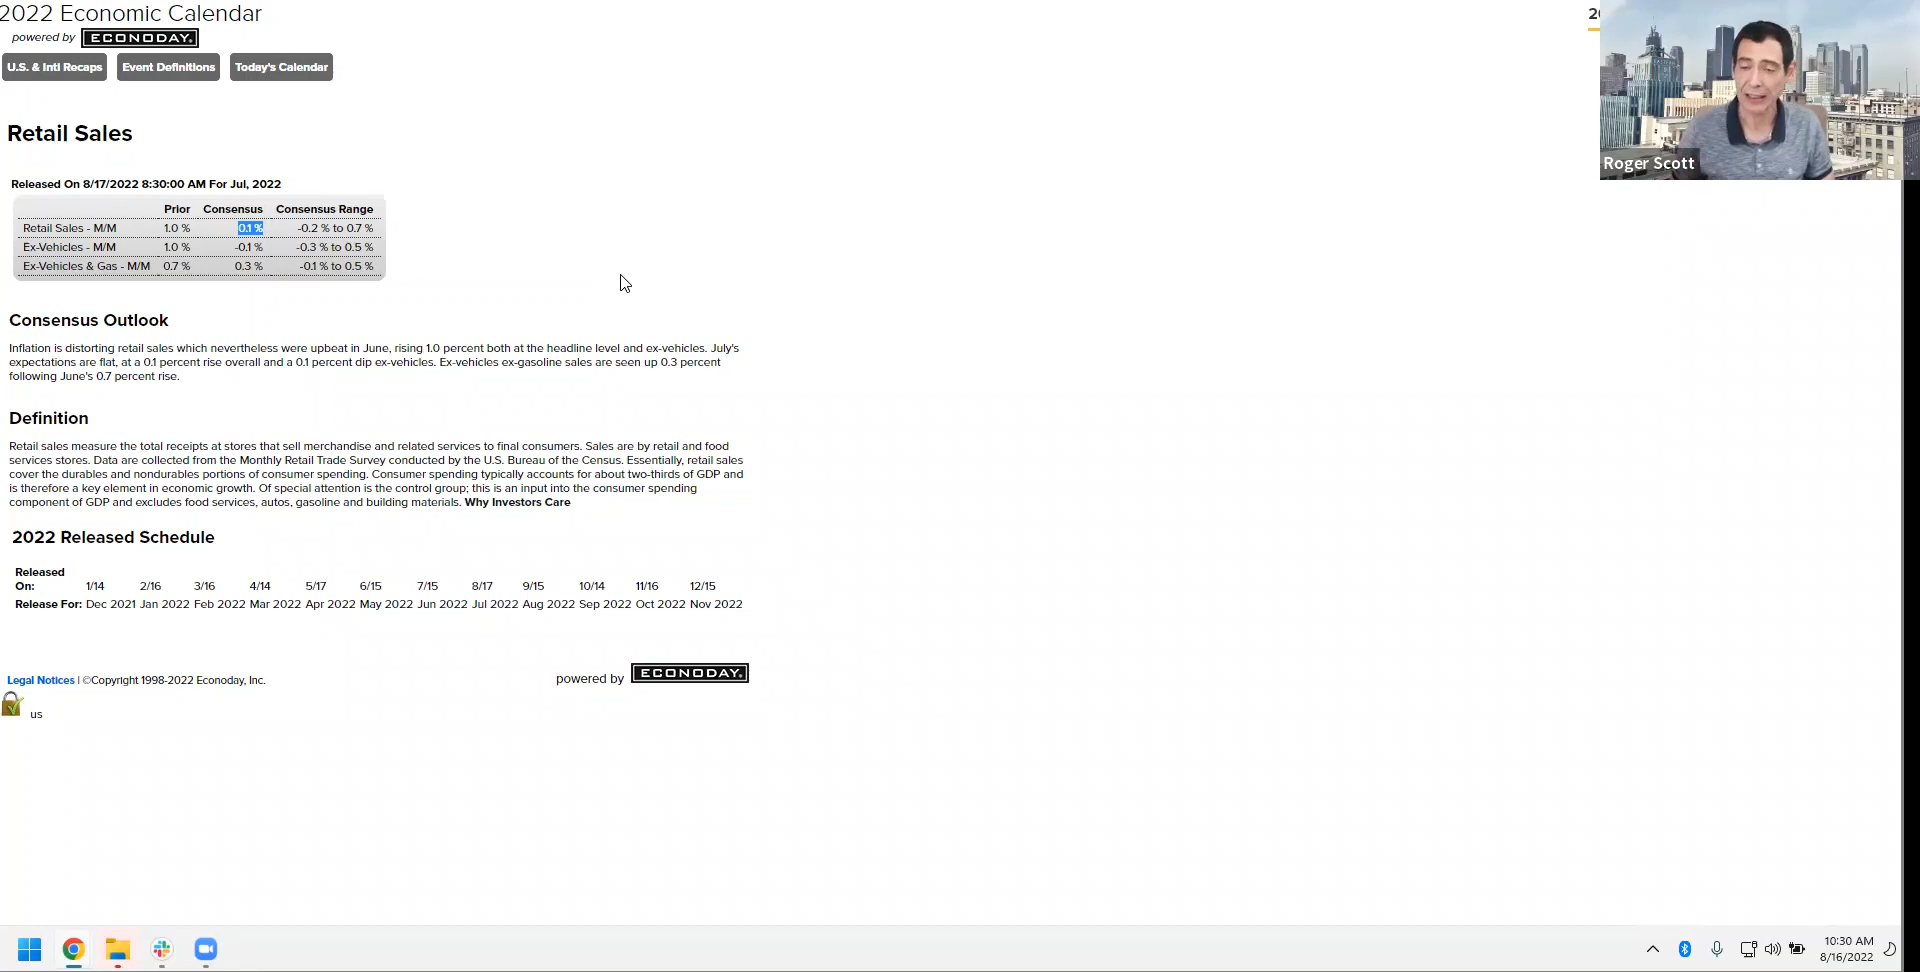 2022 Economic Calendar
powered by ECONODAY.
U.S. & Intl Recaps Event Definitions Today's Calendar
Retail Sales
Released On 8/17/2022 8:30:00 AM For Jul, 2022
Prior Consensus Consensus Range
Retail Sales - M/M 1.0 % 0.1 % -0.2 % to 0.7 %
Ex-Vehicles - M/M 1.0 % -0.1 % -0.3 % to 0.5 %
Ex-Vehicles & Gas - M/M 0.7 % 0.3 % -0.1 % to 0.5 %
Consensus Outlook
Inflation is distorting retail sales which nevertheless were upbeat in June, rising 1.0 percent both at the headline level and ex-vehicles. July's
expectations are flat, at a 0.1 percent rise overall and a 0.1 percent dip ex-vehicles. Ex-vehicles ex-gasoline sales are seen up 0.3 percent
following June's 0.7 percent rise.
Definition
Retail sales measure the total receipts at stores that sell merchandise and related services to final consumers. Sales are by retail and food
services stores. Data are collected from the Monthly Retail Trade Survey conducted by the U.S. Bureau of the Census. Essentially, retail sales
cover the durables and nondurables portions of consumer spending. Consumer spending typically accounts for about two-thirds of GDP and
is therefore a key element in economic growth. Of special attention is the control group; this is an input into the consumer spending
component of GDP and excludes food services, autos, gasoline and building materials. Why Investors Care
2022 Released Schedule
Released
On: 1/14 2/16 3/16 4/14 5/17 6/15 7/15 8/17 9/15 10/14 11/16 12/15
Release For: Dec 2021 Jan 2022 Feb 2022 Mar 2022 Apr 2022 May 2022 Jun 2022 Jul 2022 Aug 2022 Sep 2022 Oct 2022 Nov 2022
Legal Notices | ©Copyright 1998-2022 Econoday, Inc.
powered by ECONODAY.
us
Roger Scott
10:30 AM
8/16/2022